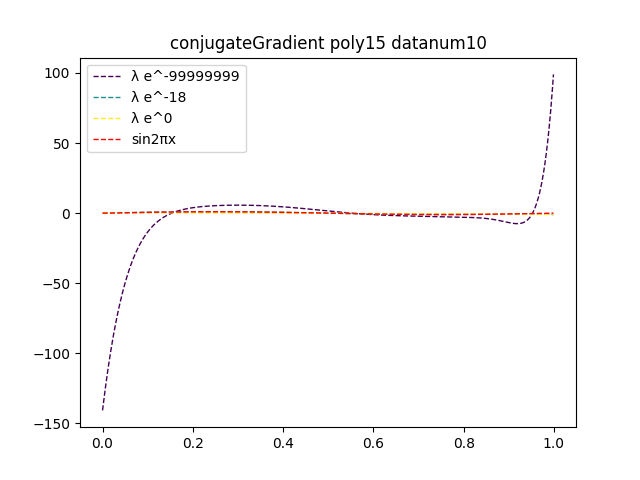 conjugateGradient poly15 datanum10
λ e^-99999999
λ e^-18
λ e^0
sin2πx
100
50
0
−50
−100
−150
0.0 0.2 0.4 0.6 0.8 1.0